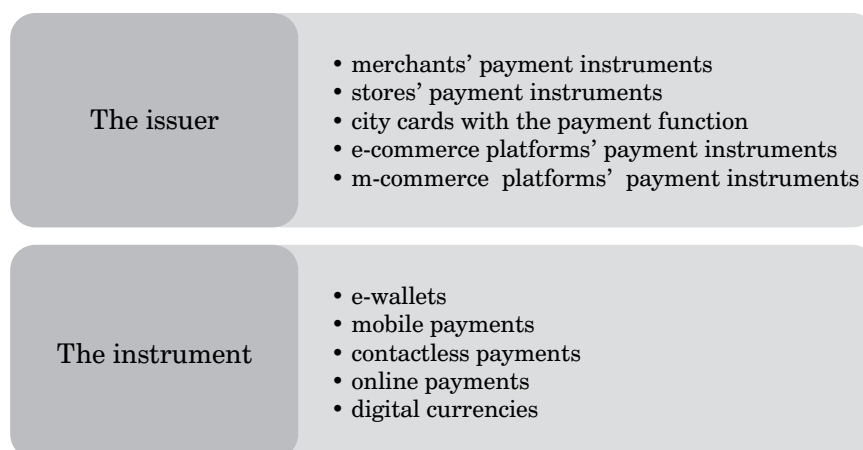 The issuer
• merchants’ payment instruments
• stores’ payment instruments
• city cards with the payment function
• e-commerce platforms’ payment instruments
• m-commerce platforms’ payment instruments
The instrument
• e-wallets
• mobile payments
• contactless payments
• online payments
• digital currencies